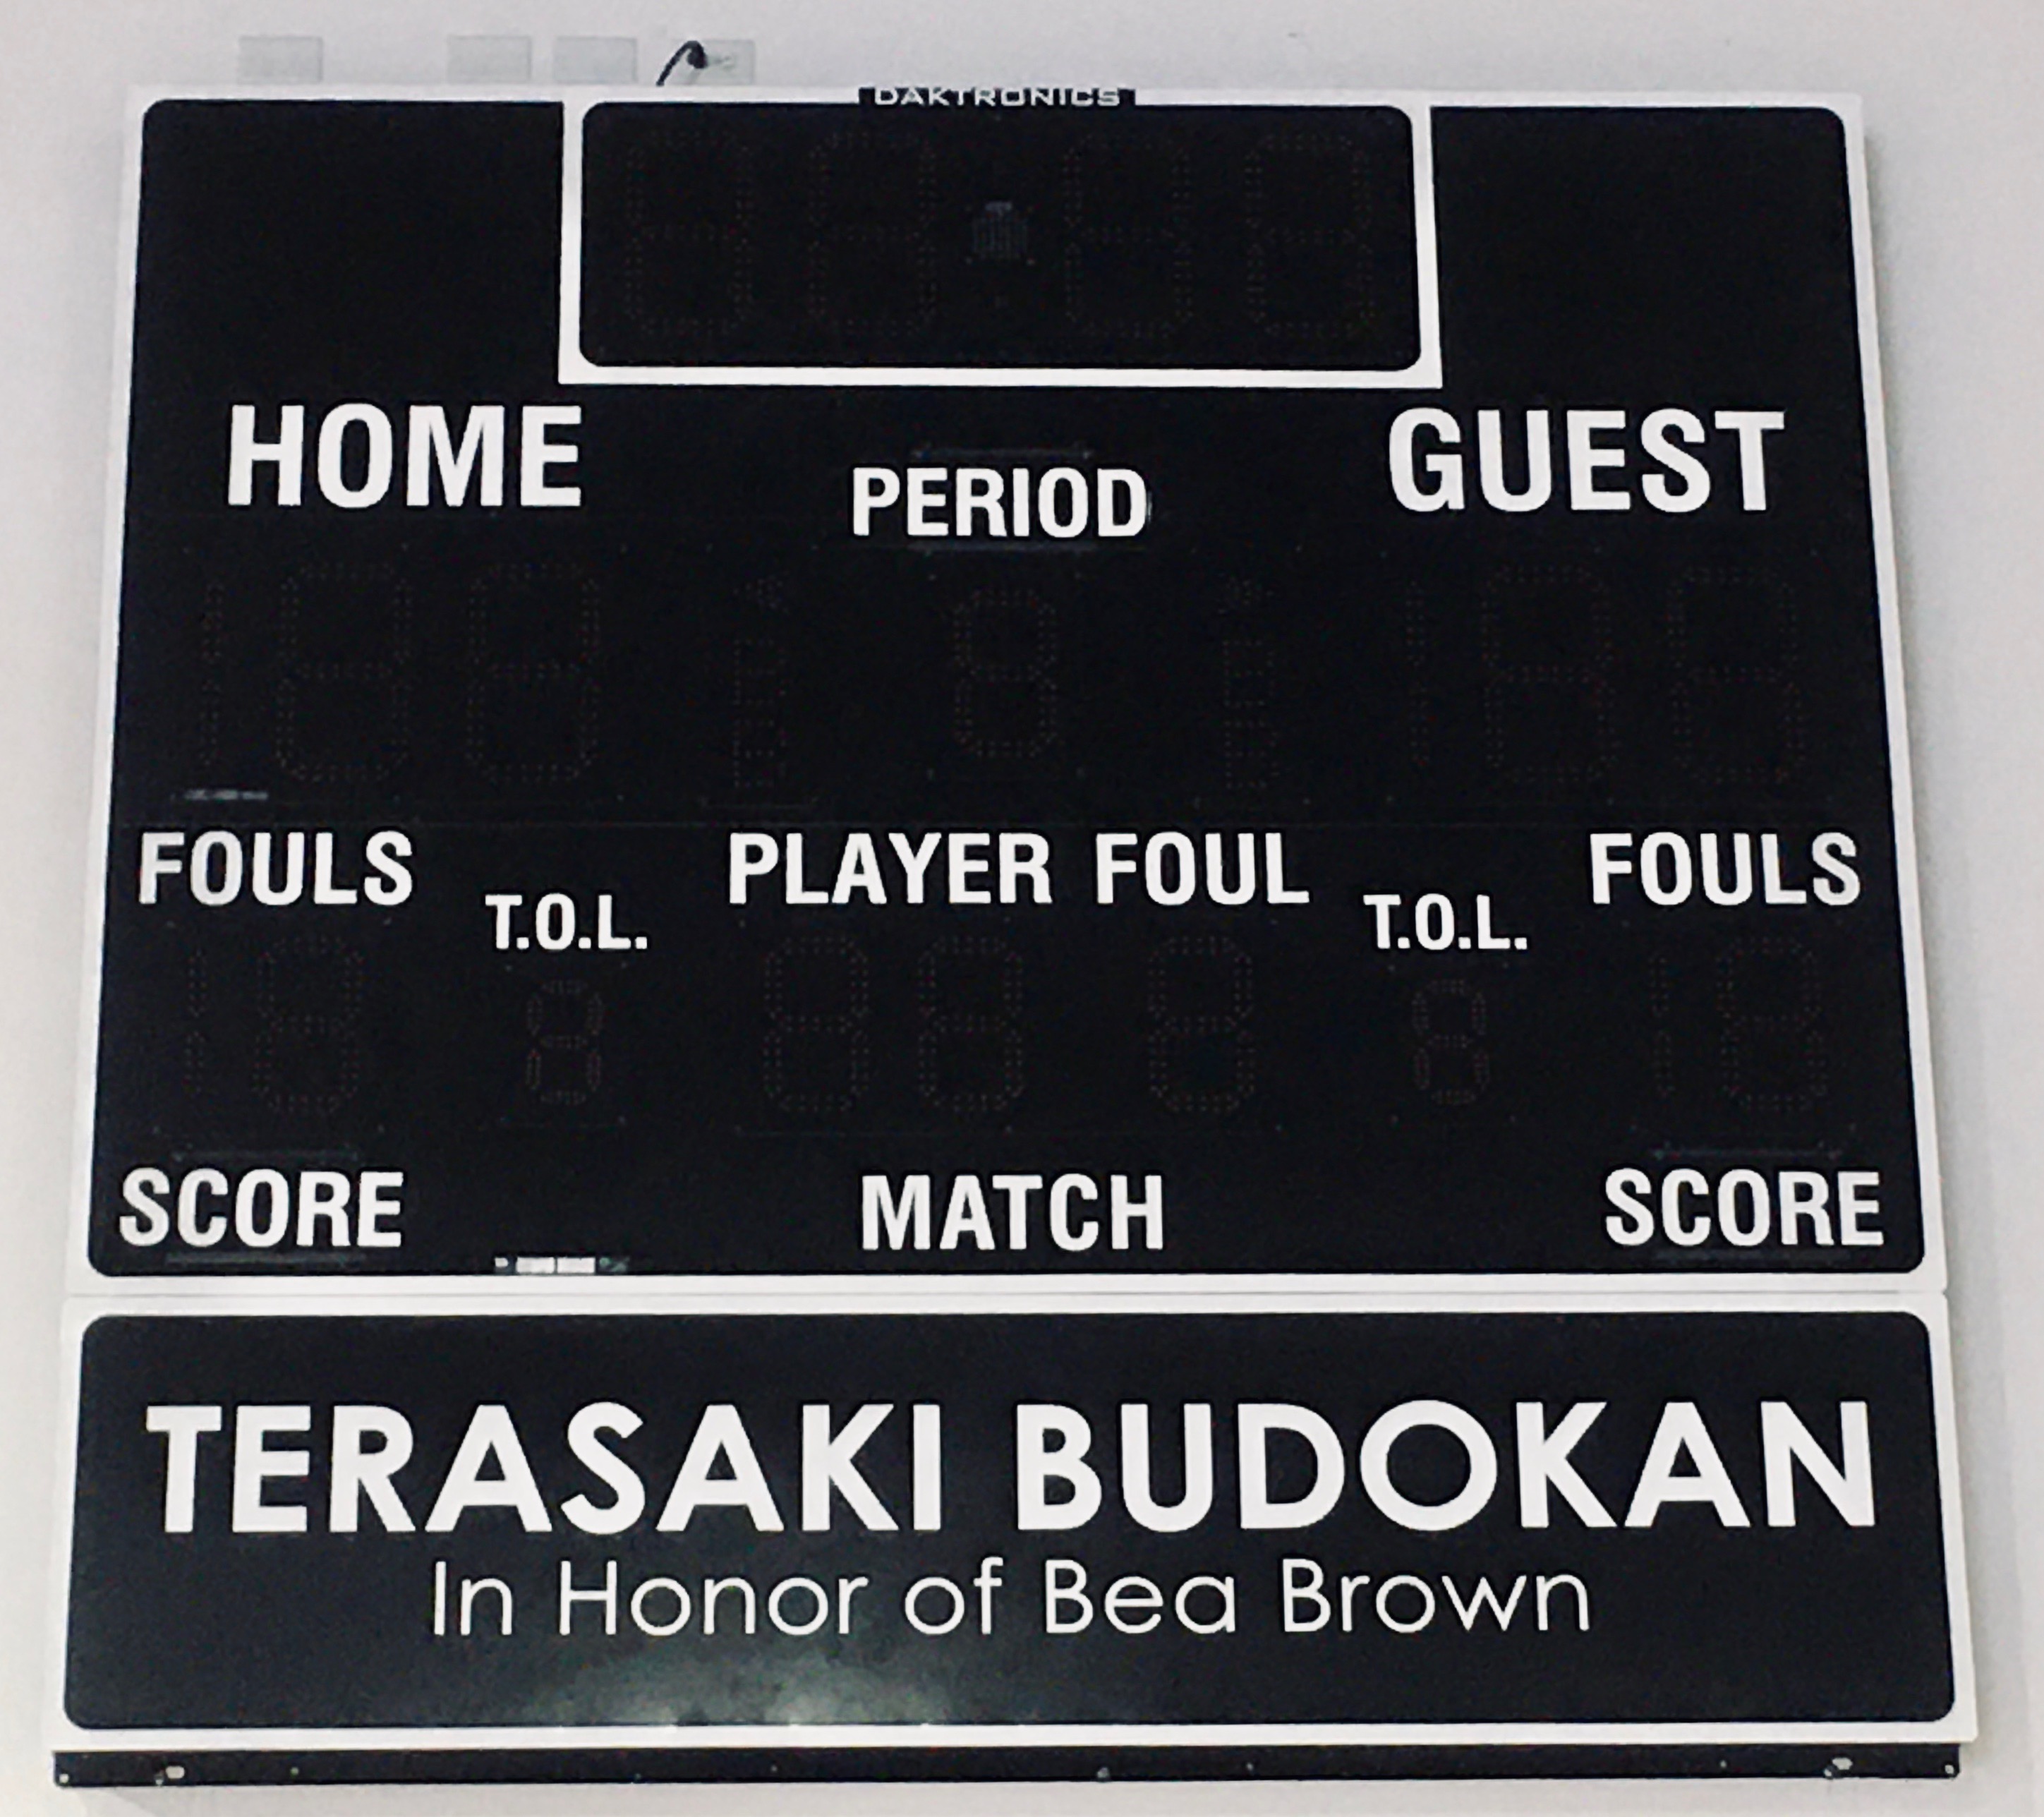 DAKTRONICS
HOME PERIOD GUEST
FOULS T.O.L. PLAYER FOUL T.O.L. FOULS
SCORE MATCH SCORE
TERASAKI BUDOKAN
In Honor of Bea Brown